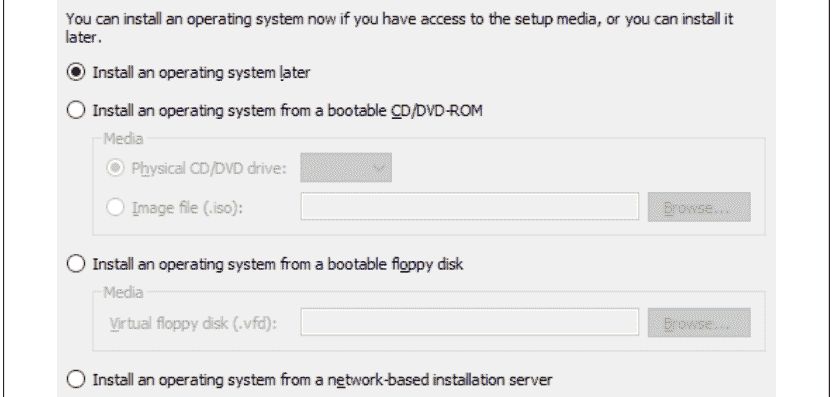 You can install an operating system now if you have access to the setup media, or you can install it
later.
Install an operating system later
Install an operating system from a bootable CD/DVD-ROM
Media
Physical CD/DVD drive:
Image file (.iso):
Browse...
Install an operating system from a bootable floppy disk
Media
Virtual floppy disk (.vfd):
Browse...
Install an operating system from a network-based installation server